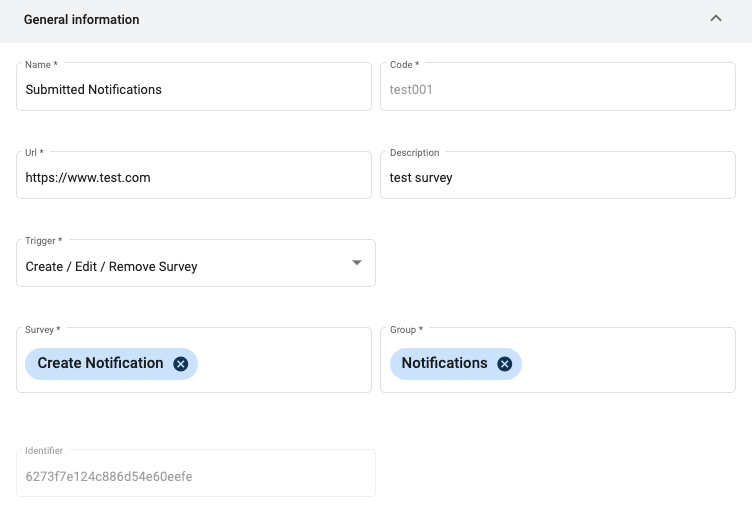 General information
Name *
Submitted Notifications
Code *
test001
Url *
https://www.test.com
Description
test survey
Trigger *
Create / Edit / Remove Survey
Survey *
Create Notification
Group *
Notifications
Identifier
6273f7e124c886d54e60eefe